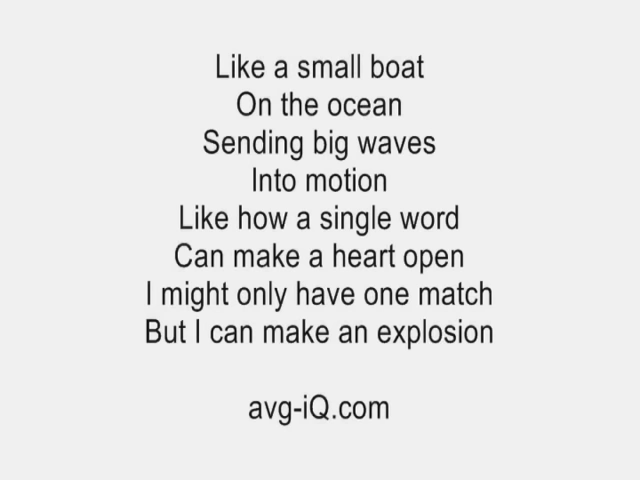 Like a small boat
On the ocean
Sending big waves
Into motion
Like how a single word
Can make a heart open
I might only have one match
But I can make an explosion
avg-iQ.com